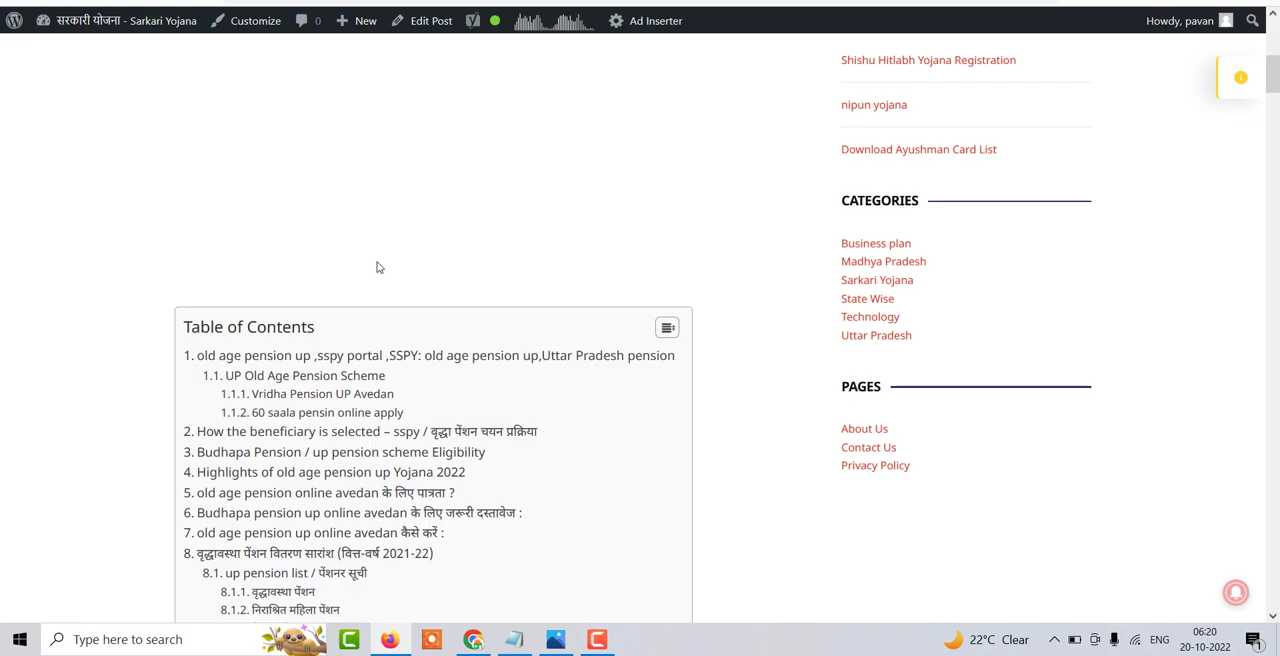 सरकारी योजना - Sarkari Yojana Customize 0 New Edit Post Ad Inserter Howdy, pavan
Shishu Hitlabh Yojana Registration
nipun yojana
Download Ayushman Card List
CATEGORIES
Business plan
Madhya Pradesh
Sarkari Yojana
State Wise
Technology
Uttar Pradesh
PAGES
About Us
Contact Us
Privacy Policy
Table of Contents
1. old age pension up ,sspy portal ,SSPY: old age pension up,Uttar Pradesh pension
1.1. UP Old Age Pension Scheme
1.1.1. Vridha Pension UP Avedan
1.1.2. 60 saala pensin online apply
2. How the beneficiary is selected – sspy / वृद्धा पेंशन चयन प्रक्रिया
3. Budhapa Pension / up pension scheme Eligibility
4. Highlights of old age pension up Yojana 2022
5. old age pension online avedan के लिए पात्रता ?
6. Budhapa pension up online avedan के लिए जरूरी दस्तावेज :
7. old age pension up online avedan कैसे करें :
8. वृद्धावस्था पेंशन वितरण सारांश (वित्त-वर्ष 2021-22)
8.1. up pension list / पेंशनर सूची
8.1.1. वृद्धावस्था पेंशन
8.1.2. निराश्रित महिला पेंशन
Type here to search 22°C Clear ENG
06:20
20-10-2022
1